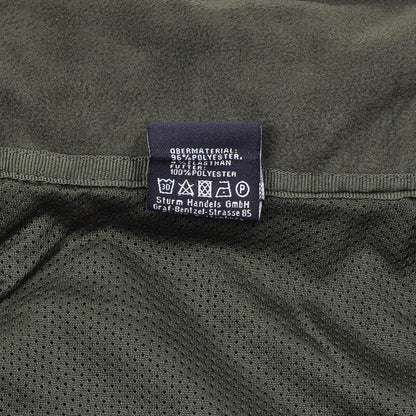 OBERMATERIAL:
96%POLYESTER,
4%ELASTHAN
FUTTER:
100%POLYESTER
30 P
Sturm Handels GmbH
Graf-Bentzel-Strasse 85